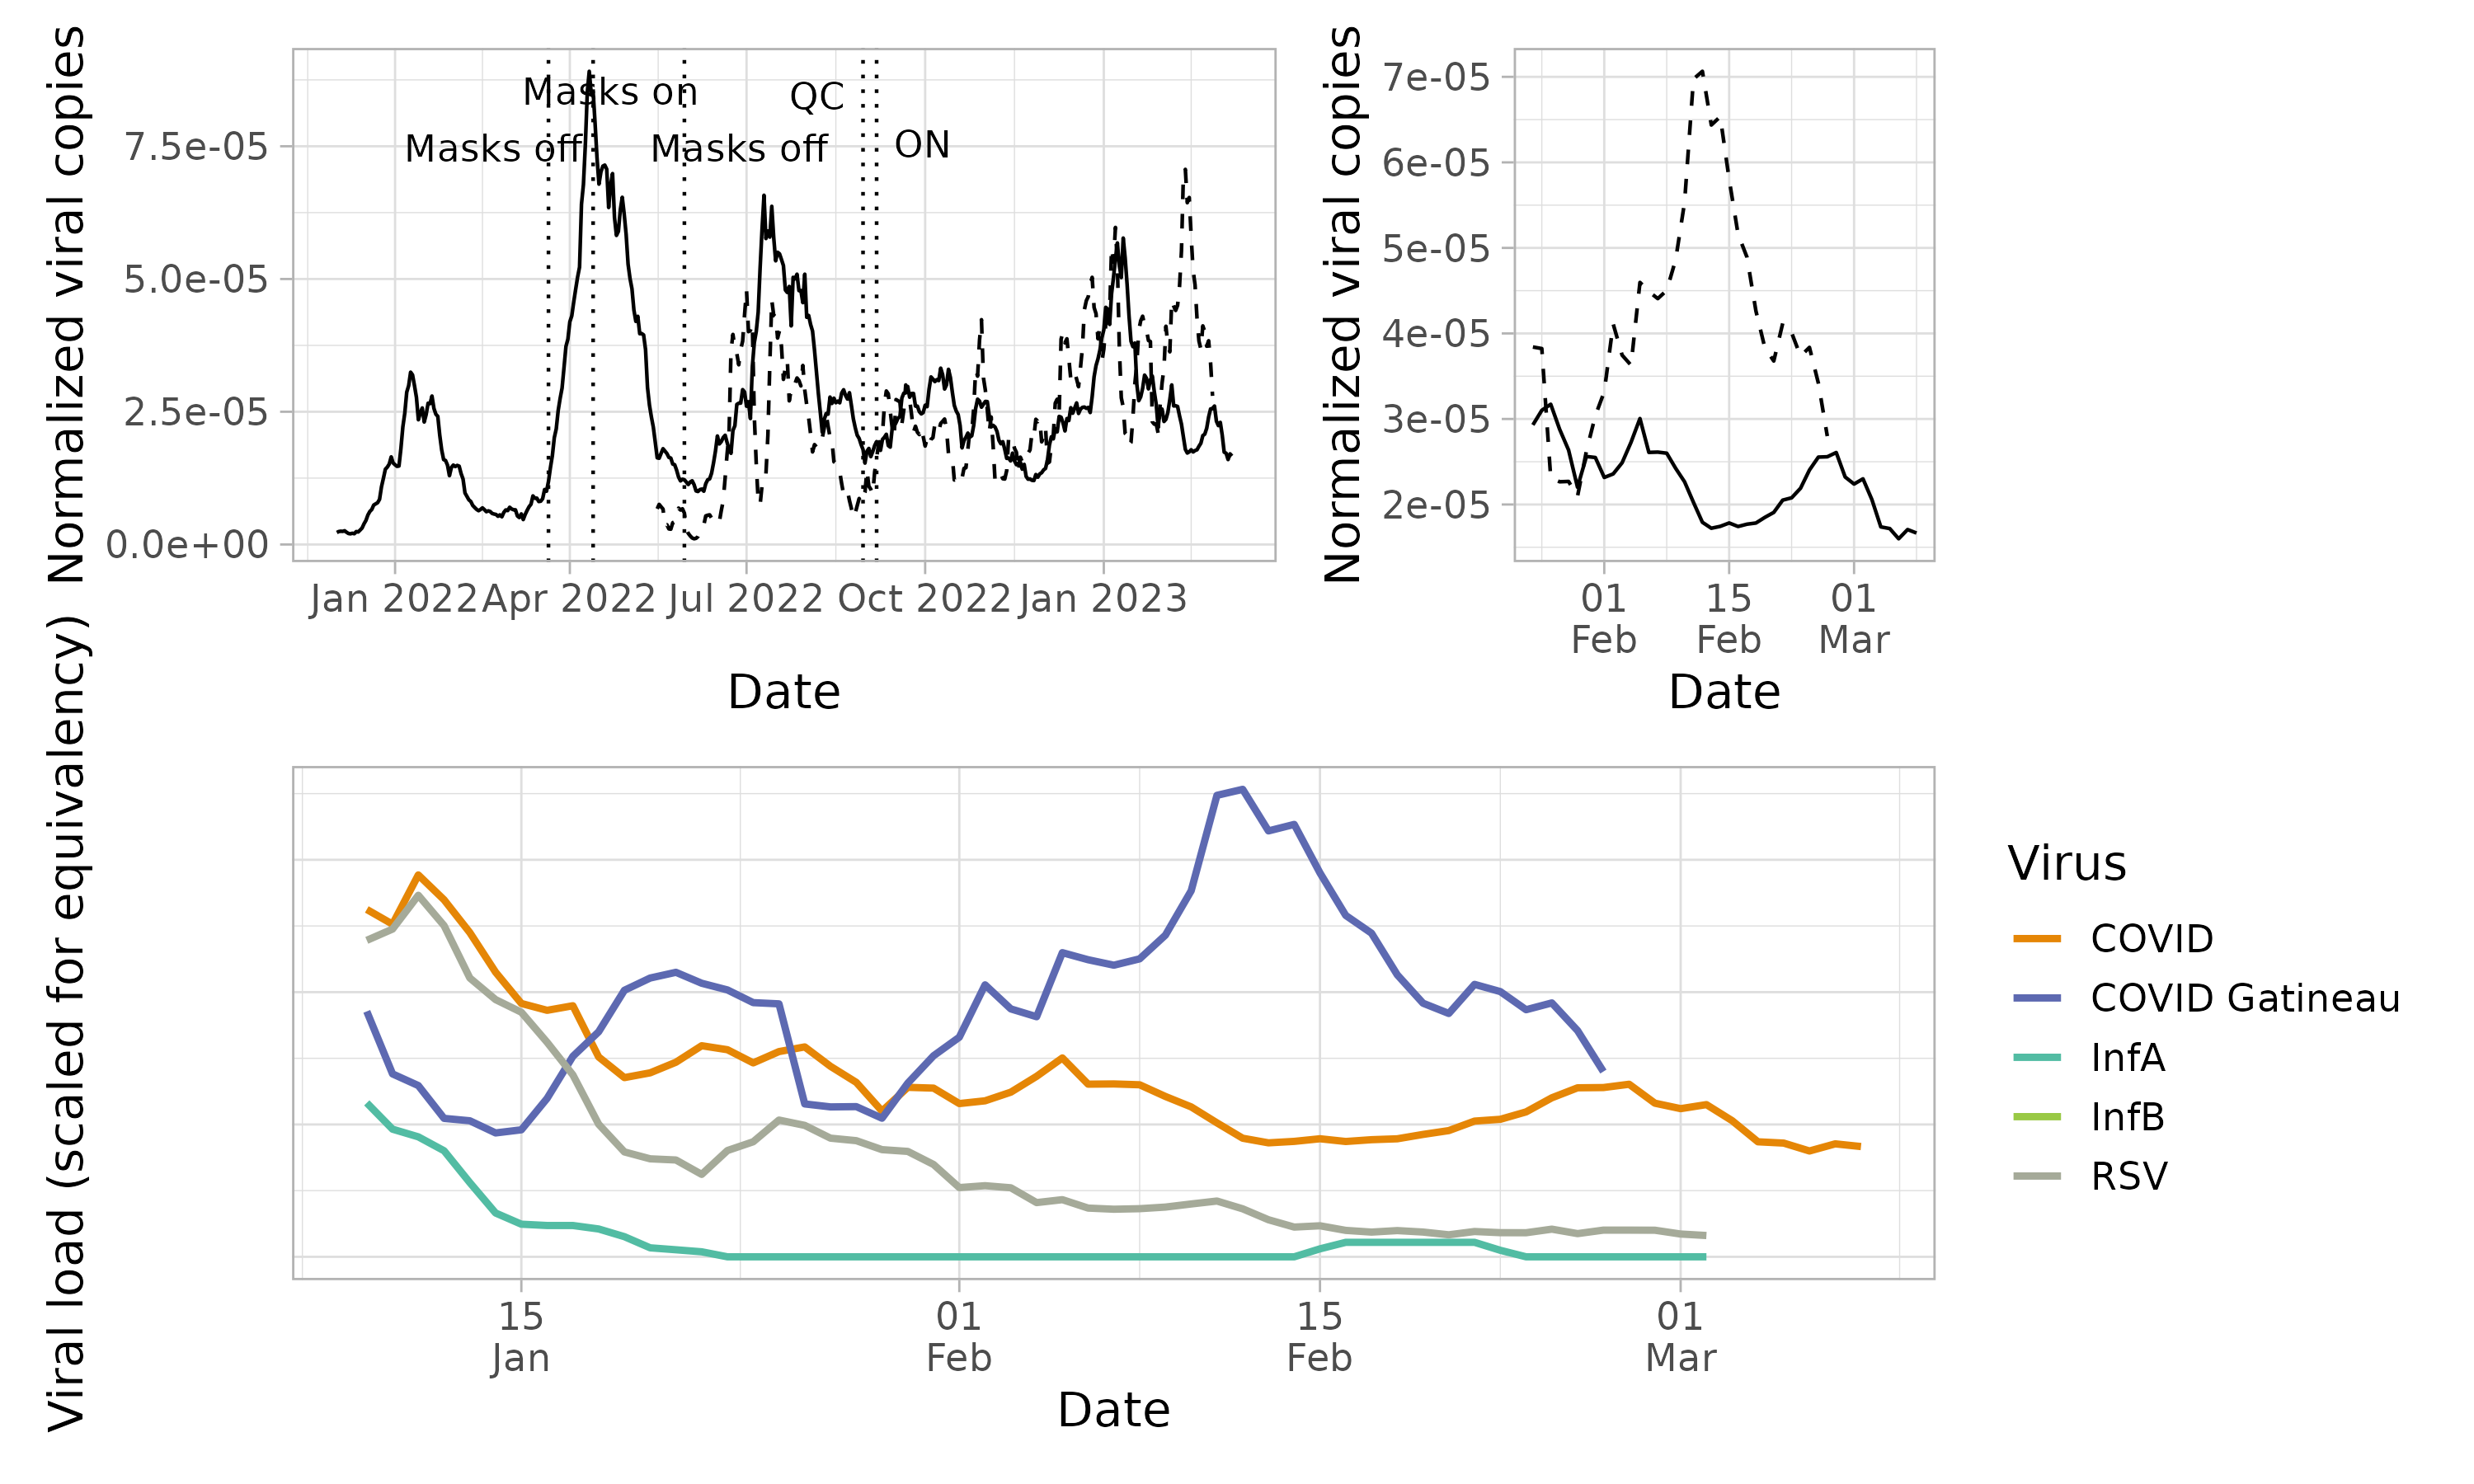 Normalized viral copies
7.5e-05
5.0e-05
2.5e-05
0.0e+00
Masks on
QC
Masks off
Masks off
ON
Jan 2022
Apr 2022
Jul 2022
Oct 2022
Jan 2023
Date
Normalized viral copies
7e-05
6e-05
5e-05
4e-05
3e-05
2e-05
01
Feb
15
Feb
01
Mar
Date
Viral load (scaled for equivalency)
15
Jan
01
Feb
15
Feb
01
Mar
Date
Virus
COVID
COVID Gatineau
InfA
InfB
RSV